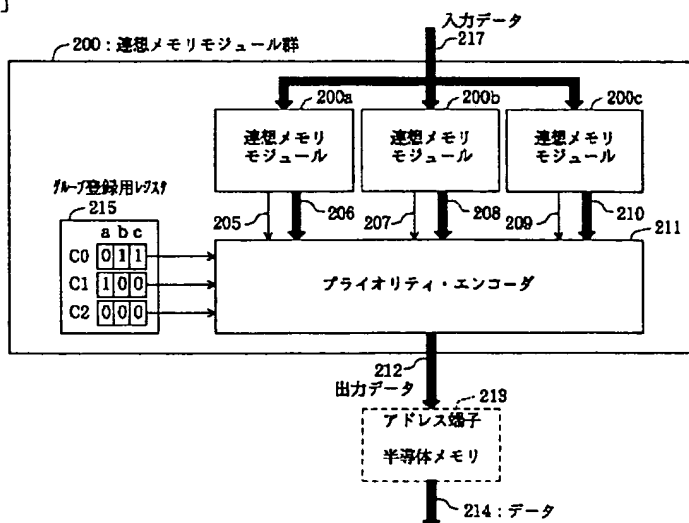 ]
入力データ
217
200：連想メモリモジュール群
200a
200b
200c
連想メモリ
モジュール
連想メモリ
モジュール
連想メモリ
モジュール
グループ登録用レジスタ
215
205
206
207
208
209
210
211
a b c
C0 0 1 1
C1 1 0 0
C2 0 0 0
プライオリティ・エンコーダ
212
出力データ
213
アドレス端子
半導体メモリ
214：データ